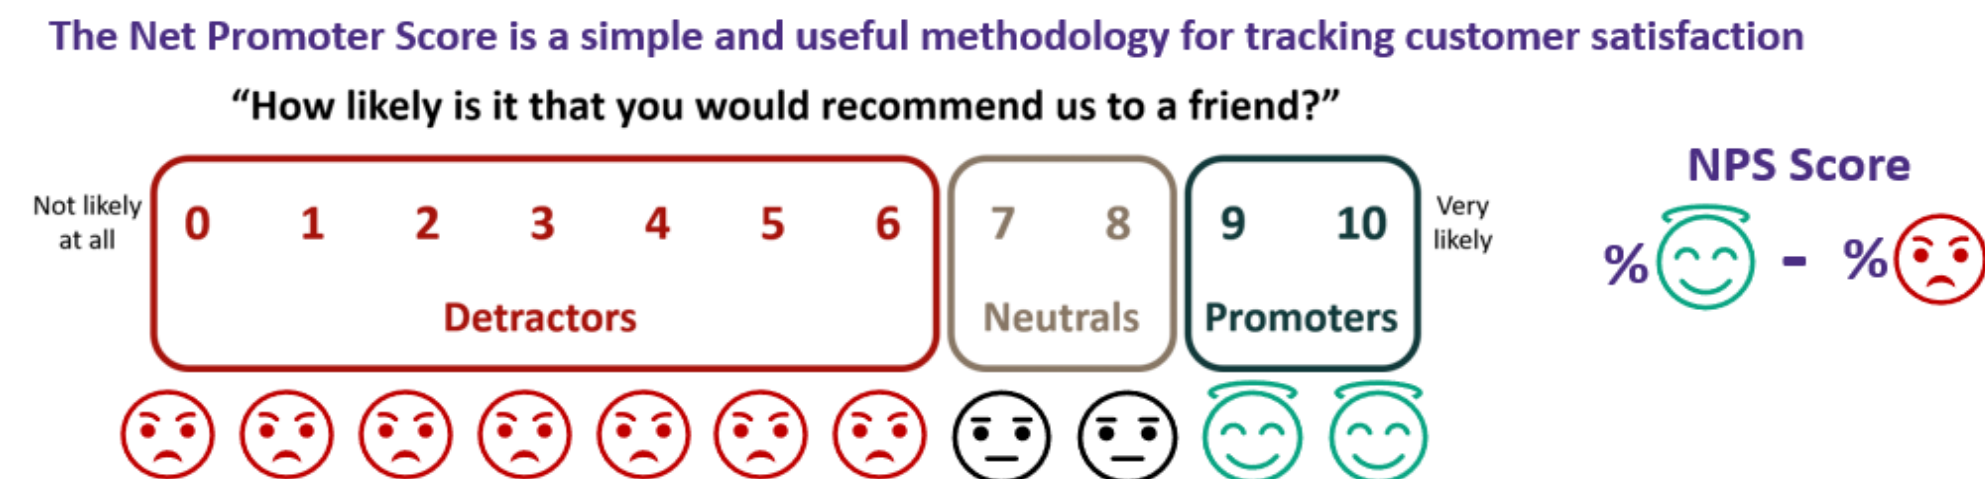 The Net Promoter Score is a simple and useful methodology for tracking customer satisfaction
“How likely is it that you would recommend us to a friend?”
Not likely
at all
0 1 2 3 4 5 6
Detractors
7 8
Neutrals
9 10
Promoters
Very
likely
NPS Score
% - %